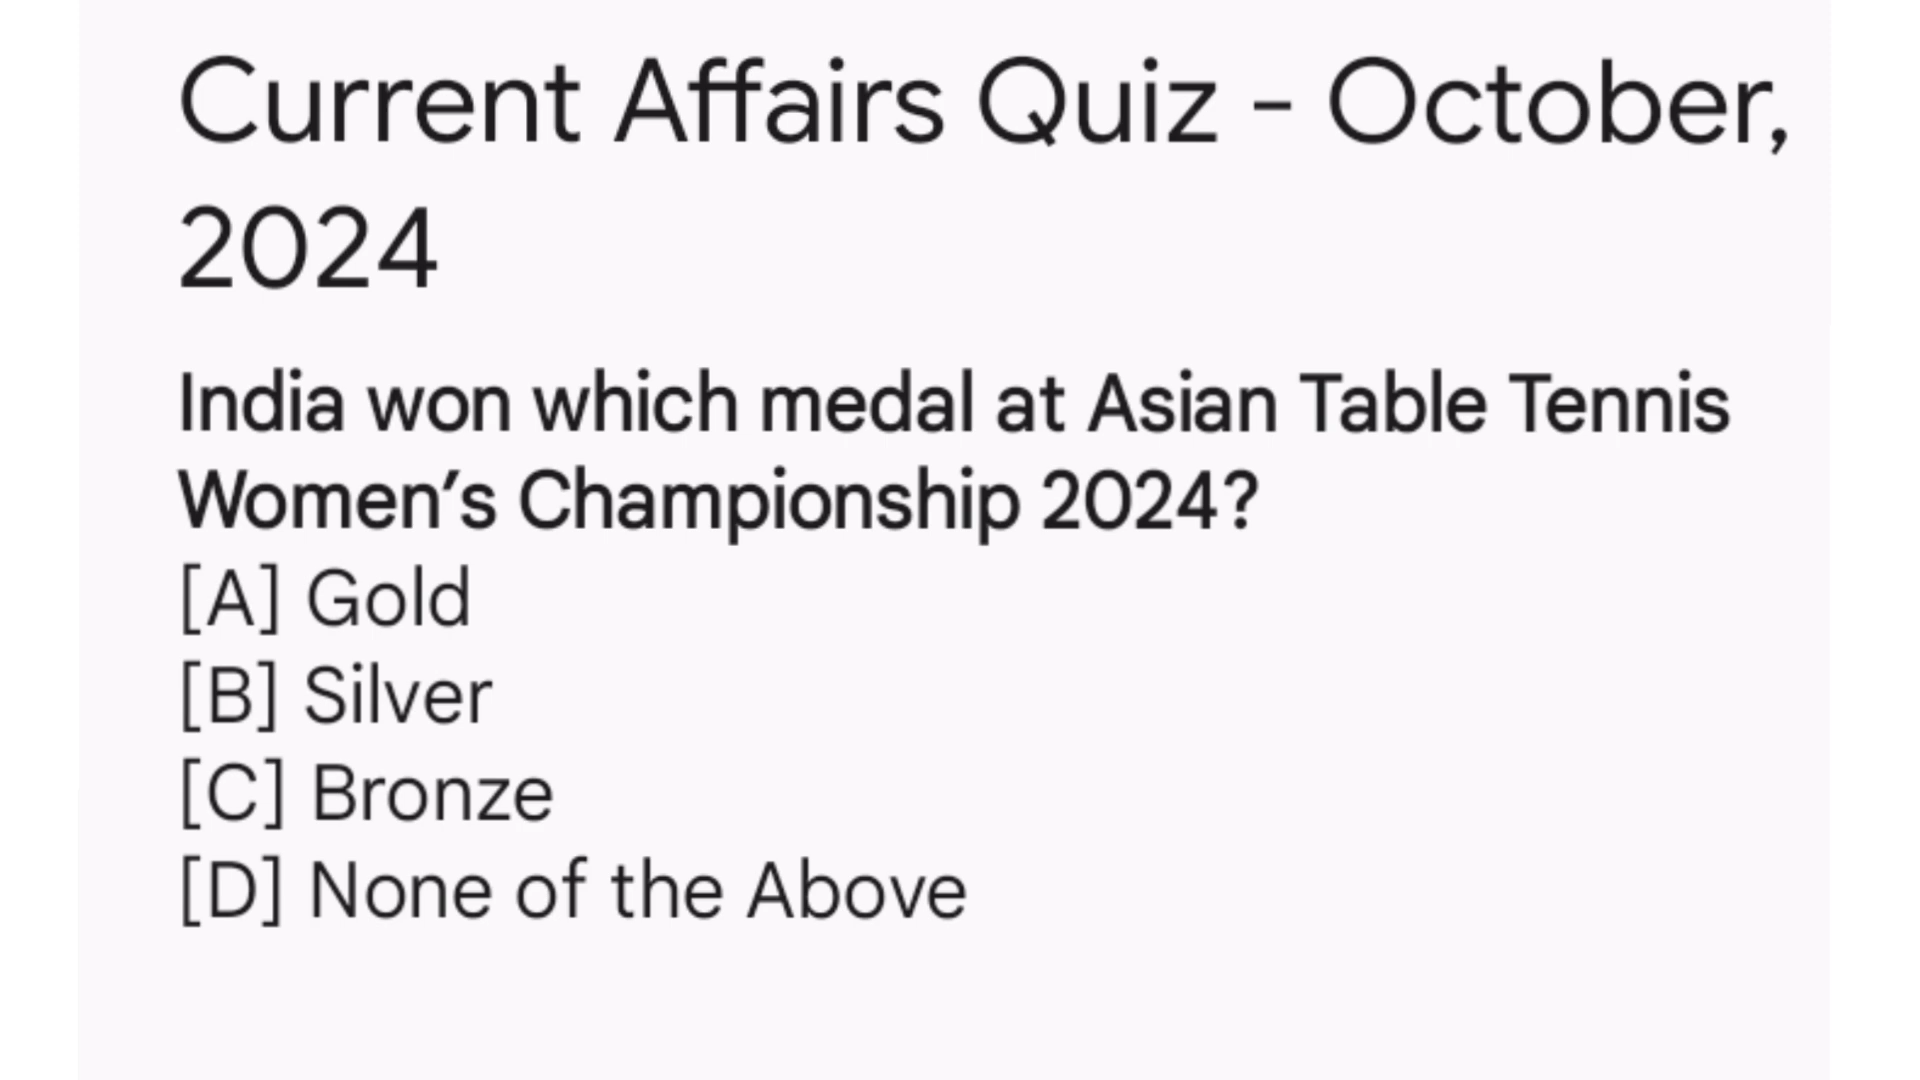 Current Affairs Quiz - October,
2024
India won which medal at Asian Table Tennis
Women's Championship 2024?
[A] Gold
[B] Silver
[C] Bronze
[D] None of the Above